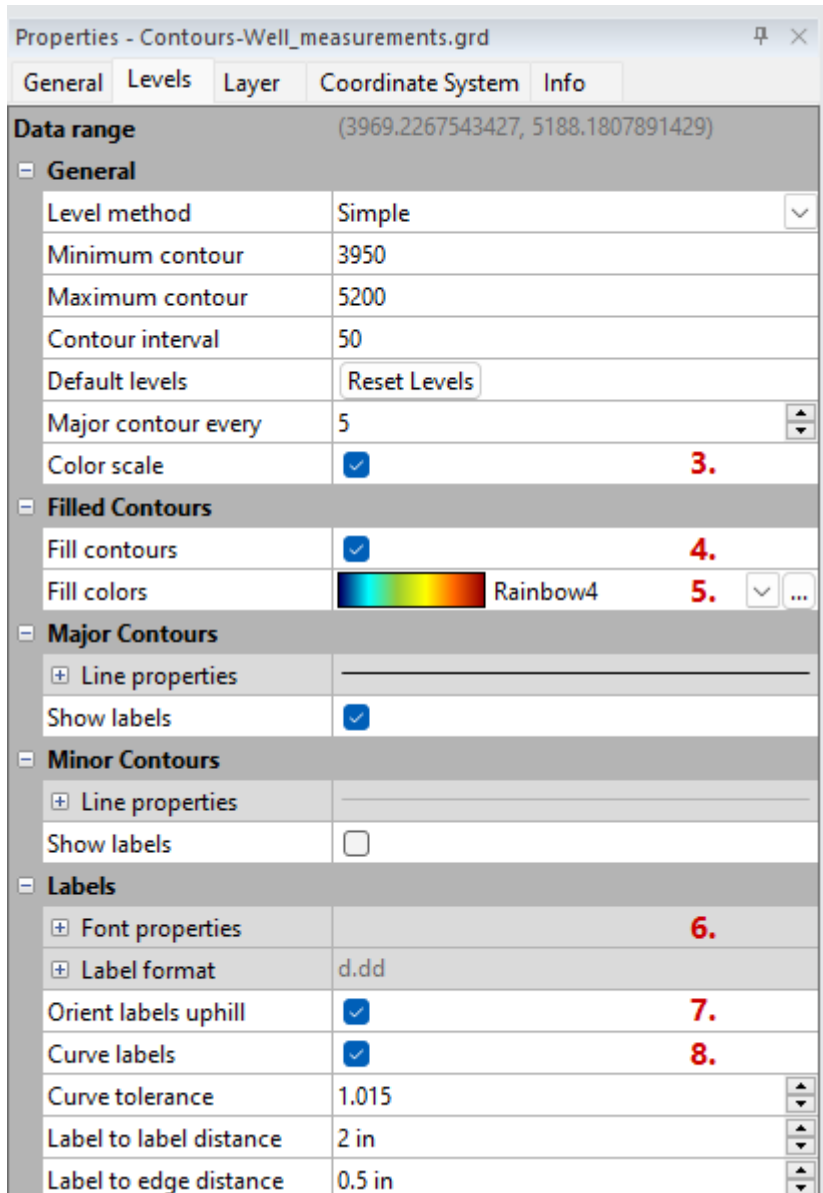 Properties - Contours-Well_measurements.grd
General Levels Layer Coordinate System Info
Data range (3969.2267543427, 5188.1807891429)
General
Level method Simple
Minimum contour 3950
Maximum contour 5200
Contour interval 50
Default levels Reset Levels
Major contour every 5
Color scale 3.
Filled Contours
Fill contours 4.
Fill colors Rainbow4 5. ...
Major Contours
Line properties
Show labels
Minor Contours
Line properties
Show labels
Labels
Font properties 6.
Label format d.dd
Orient labels uphill 7.
Curve labels 8.
Curve tolerance 1.015
Label to label distance 2 in
Label to edge distance 0.5 in